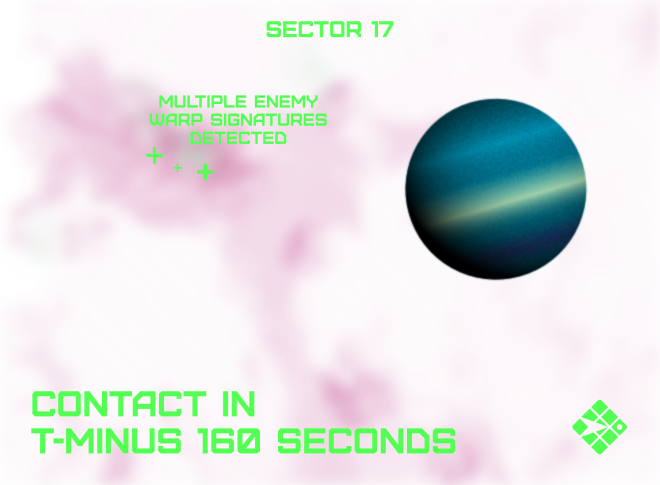 SECTOR 17
MULTIPLE ENEMY
WARP SIGNATURES
DETECTED
CONTACT IN
T-MINUS 160 SECONDS